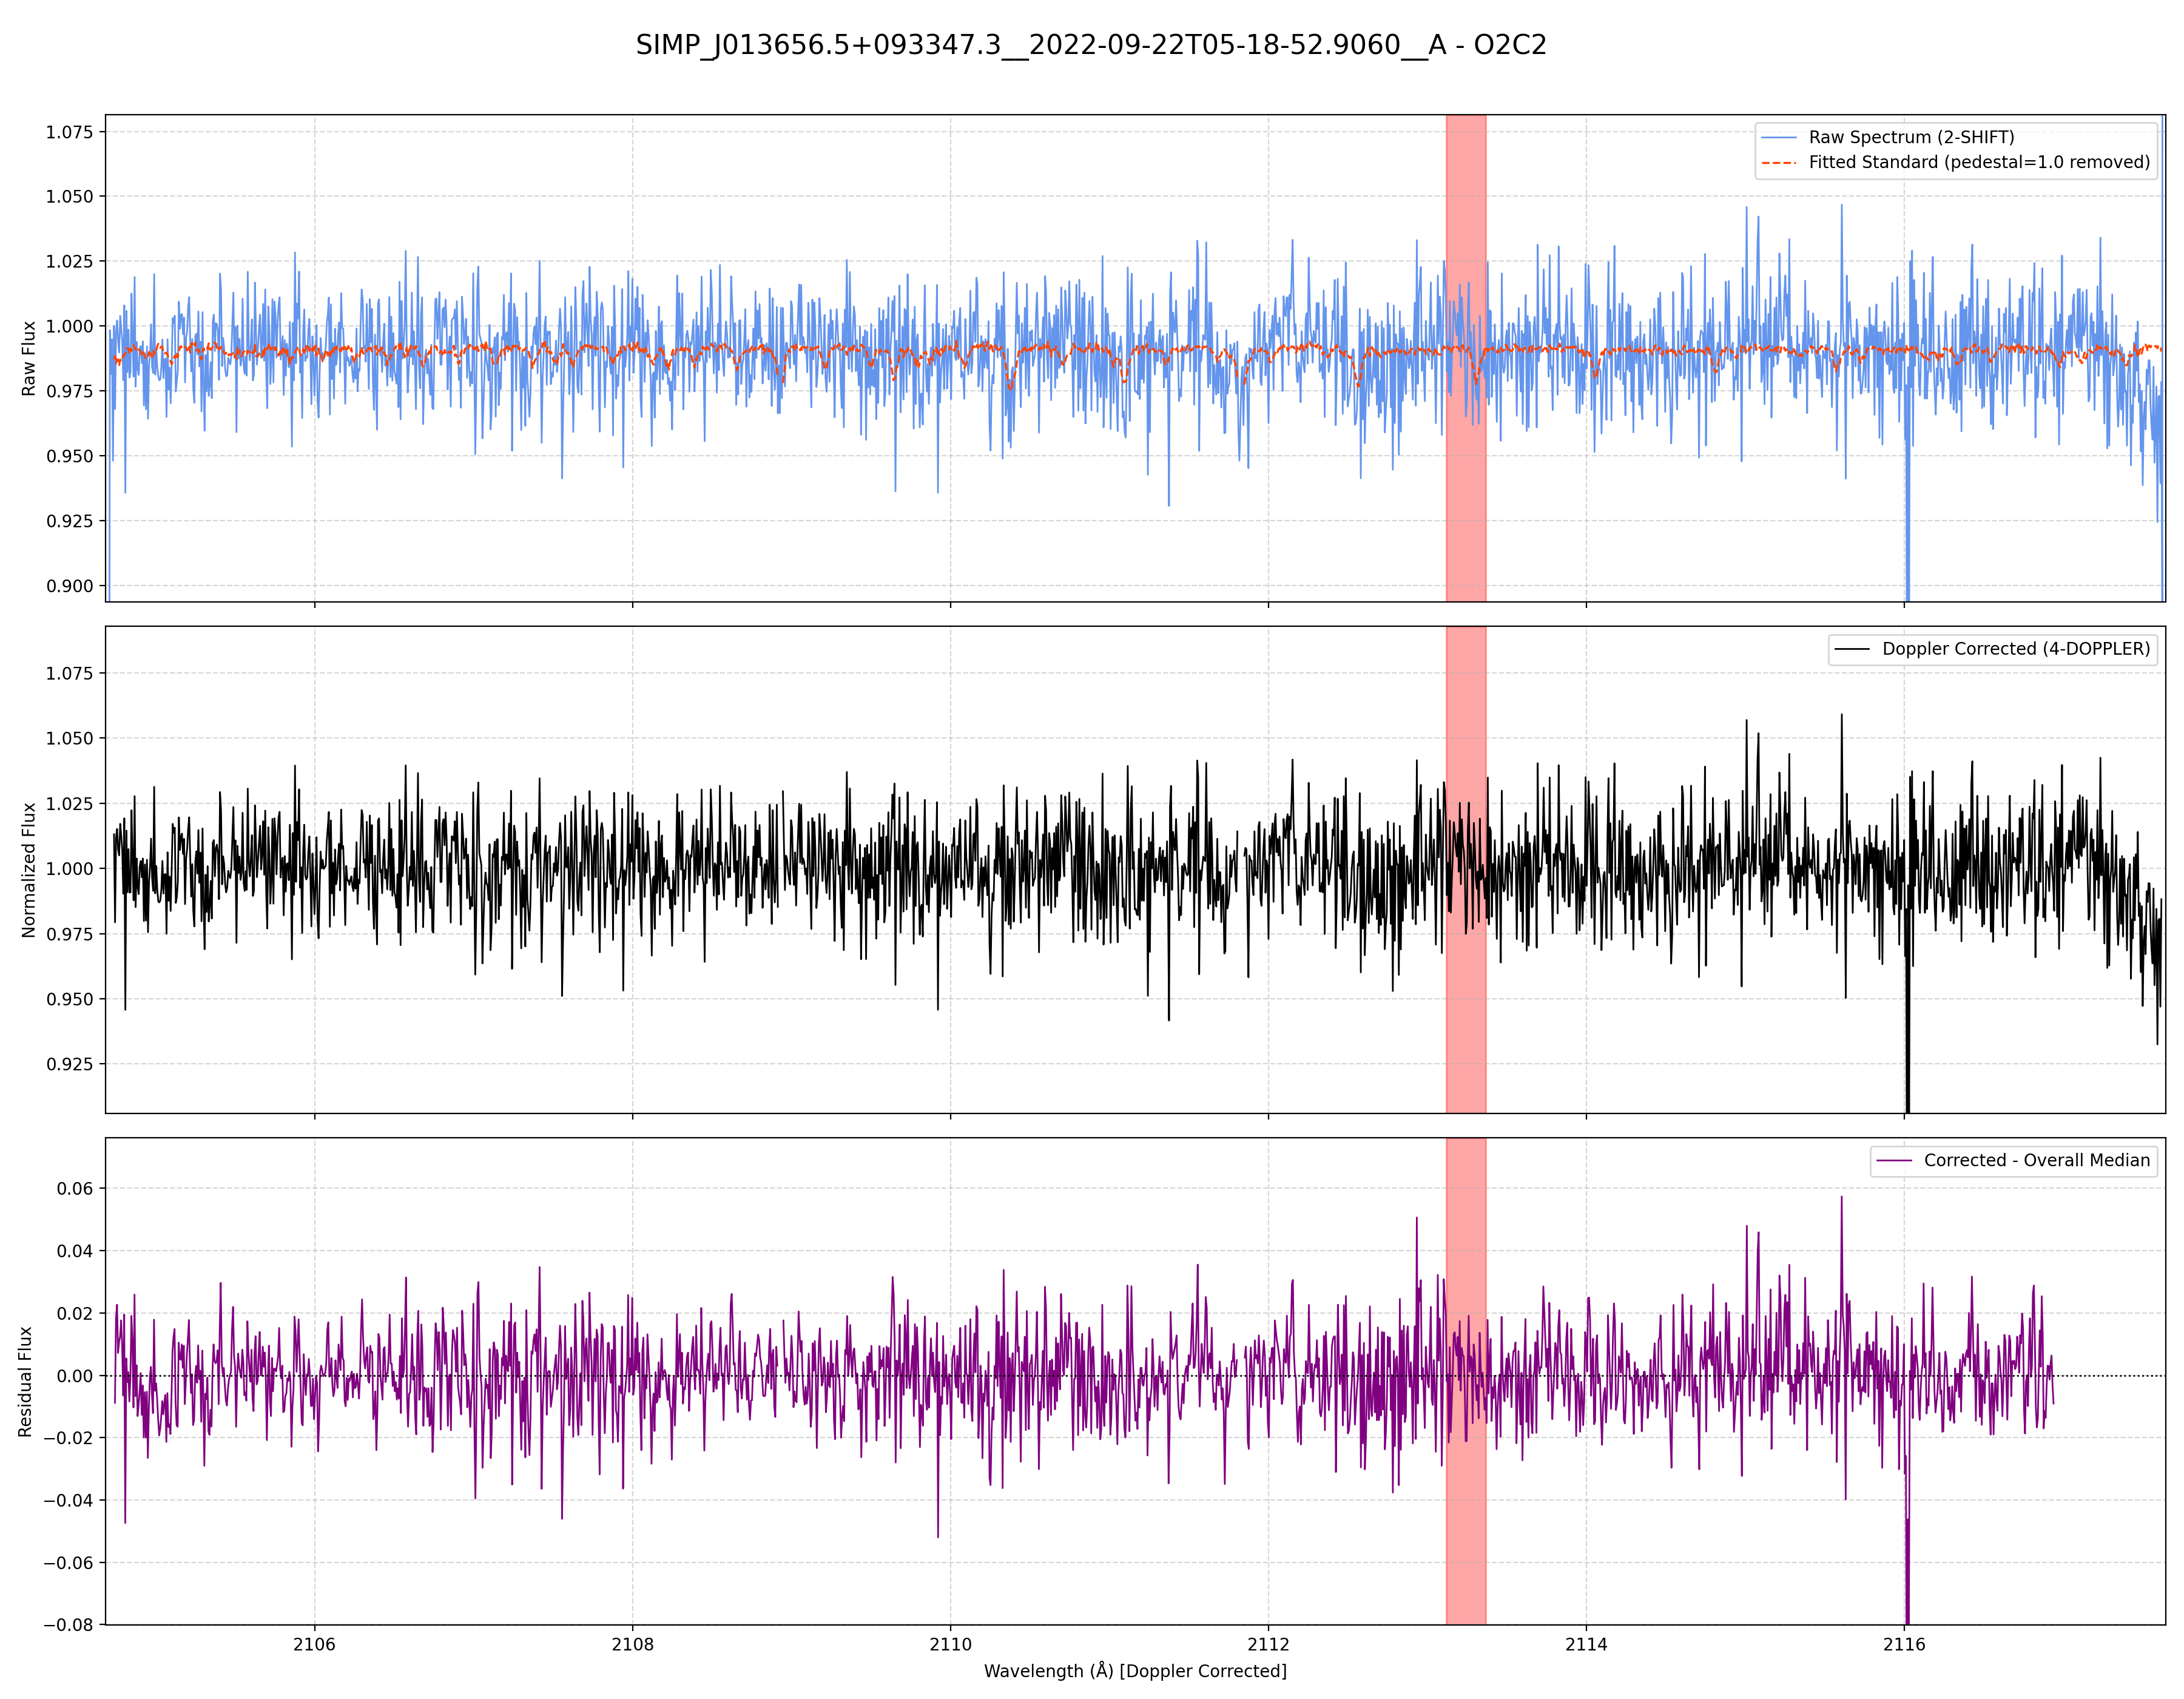 SIMP_J013656.5+093347.3__2022-09-22T05-18-52.9060__A - O2C2
Raw Flux
1.075
1.050
1.025
1.000
0.975
0.950
0.925
0.900
Raw Spectrum (2-SHIFT)
Fitted Standard (pedestal=1.0 removed)
Normalized Flux
1.075
1.050
1.025
1.000
0.975
0.950
0.925
Doppler Corrected (4-DOPPLER)
Residual Flux
0.06
0.04
0.02
0.00
−0.02
−0.04
−0.06
−0.08
Corrected - Overall Median
2106 2108 2110 2112 2114 2116
Wavelength (Å) [Doppler Corrected]